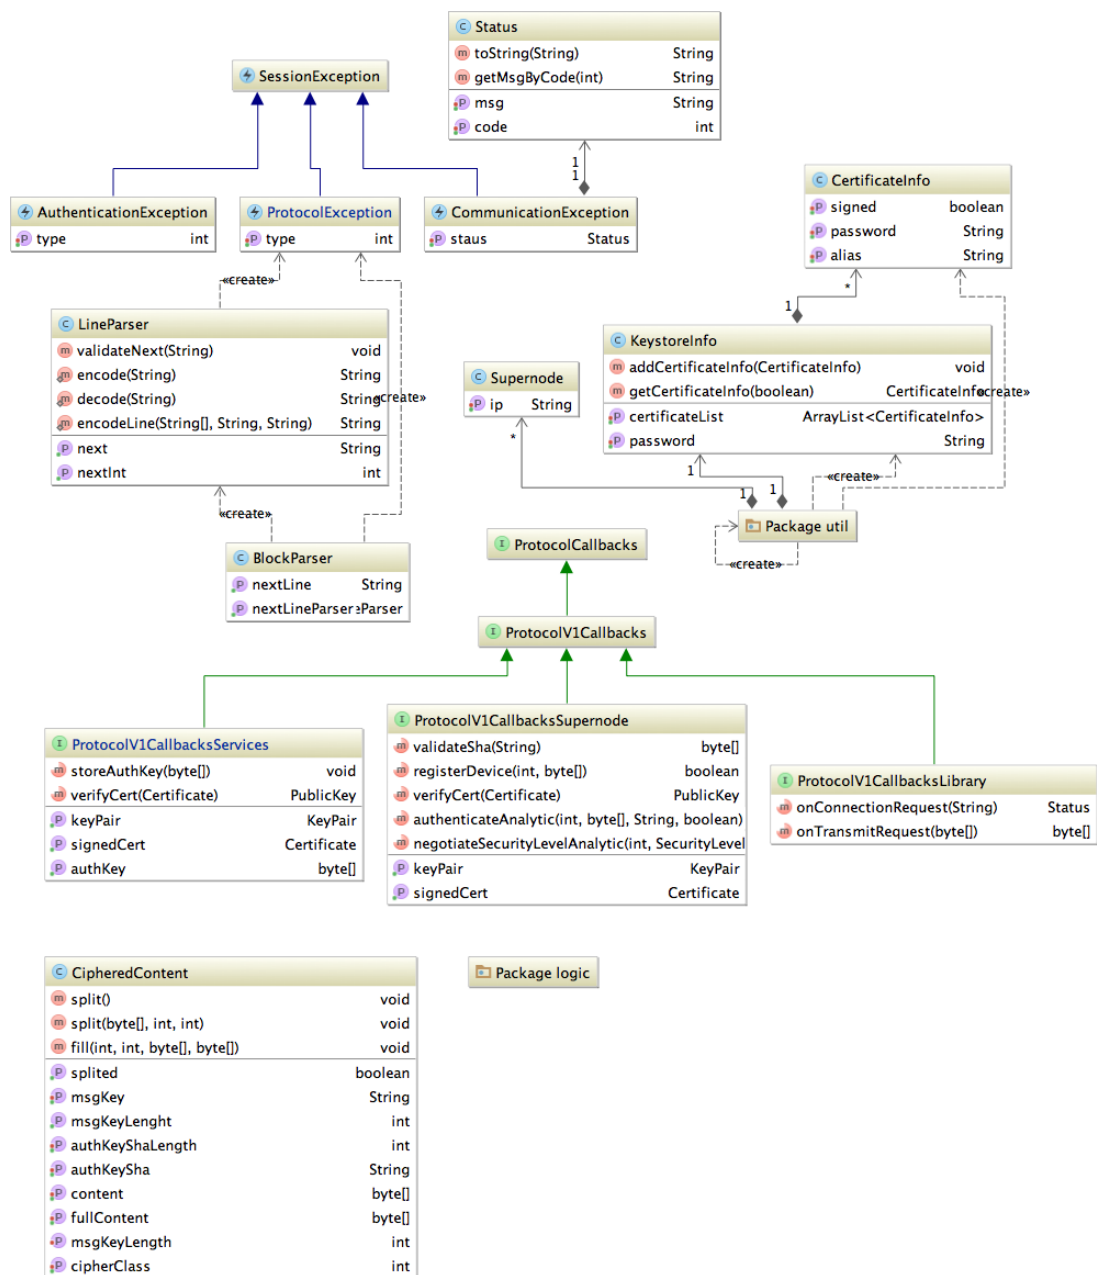 Status
toString(String) String
getMsgByCode(int) String
msg String
code int
SessionException
1
1
AuthenticationException
type int
ProtocolException
type int
CommunicationException
staus Status
CertificateInfo
signed boolean
password String
alias String
«create»
*
1
LineParser
validateNext(String) void
encode(String) String
decode(String) String
encodeLine(String[], String, String) String
next String
nextInt int
«create»
KeystoreInfo
addCertificateInfo(CertificateInfo) void
getCertificateInfo(boolean) CertificateInfo
certificateList ArrayList<CertificateInfo>
password String
«create»
Supernode
ip String
*
1
«create»
1
1
Package util
«create»
«create»
BlockParser
nextLine String
nextLineParser Parser
ProtocolCallbacks
ProtocolV1Callbacks
ProtocolV1CallbacksServices
storeAuthKey(byte[]) void
verifyCert(Certificate) PublicKey
keyPair KeyPair
signedCert Certificate
authKey byte[]
ProtocolV1CallbacksSupernode
validateSha(String) byte[]
registerDevice(int, byte[]) boolean
verifyCert(Certificate) PublicKey
authenticateAnalytic(int, byte[], String, boolean)
negotiateSecurityLevelAnalytic(int, SecurityLevel
keyPair KeyPair
signedCert Certificate
ProtocolV1CallbacksLibrary
onConnectionRequest(String) Status
onTransmitRequest(byte[]) byte[]
CipheredContent
split() void
split(byte[], int, int) void
fill(int, int, byte[], byte[]) void
splited boolean
msgKey String
msgKeyLenght int
authKeyShaLength int
authKeySha String
content byte[]
fullContent byte[]
msgKeyLength int
cipherClass int
Package logic